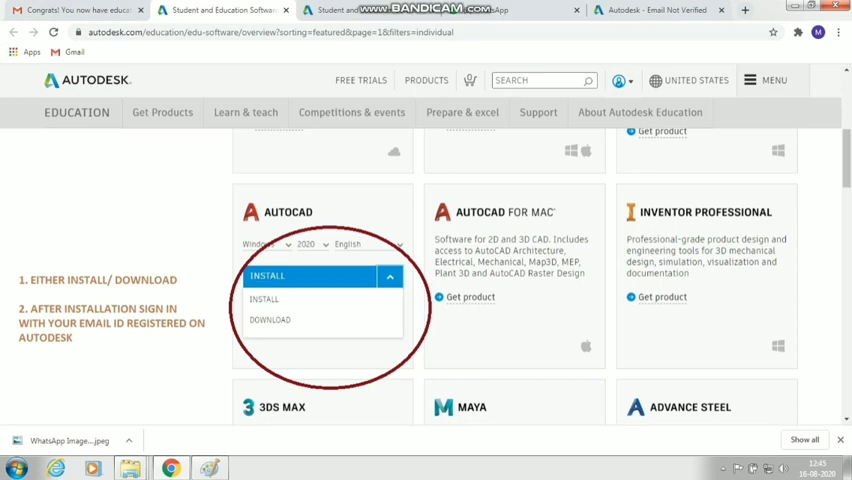 Congrats! You now have educat
Student and Education Software
Student and
www.BANDICAM.com
sApp
Autodesk - Email Not Verified
autodesk.com/education/edu-software/overview?sorting=featured&page=1&filters=individual
M
Apps
Gmail
AUTODESK.
FREE TRIALS
PRODUCTS
SEARCH
UNITED STATES
MENU
EDUCATION
Get Products
Learn & teach
Competitions & events
Prepare & excel
Support
About Autodesk Education
Get product
AUTOCAD
Windows
2020
English
INSTALL
INSTALL
DOWNLOAD
AUTOCAD FOR MAC
Software for 2D and 3D CAD. Includes
access to AutoCAD Architecture,
Electrical, Mechanical, Map3D, MEP,
Plant 3D and AutoCAD Raster Design
Get product
INVENTOR PROFESSIONAL
Professional-grade product design and
engineering tools for 3D mechanical
design, simulation, visualization and
documentation
Get product
1. EITHER INSTALL/ DOWNLOAD
2. AFTER INSTALLATION SIGN IN
WITH YOUR EMAIL ID REGISTERED ON
AUTODESK
3DS MAX
MAYA
ADVANCE STEEL
WhatsApp Image....jpeg
Show all
12:45
16-08-2020